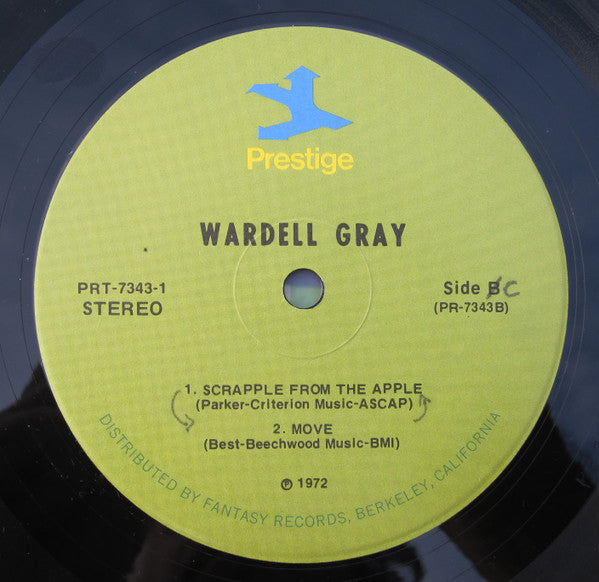 Prestige
WARDELL GRAY
PRT-7343-1
STEREO
Side B C
(PR-7343B)
1. SCRAPPLE FROM THE APPLE
(Parker-Criterion Music-ASCAP)
2. MOVE
(Best-Beechwood Music-BMI)
℗ 1972
DISTRIBUTED BY FANTASY RECORDS, BERKELEY, CALIFORNIA